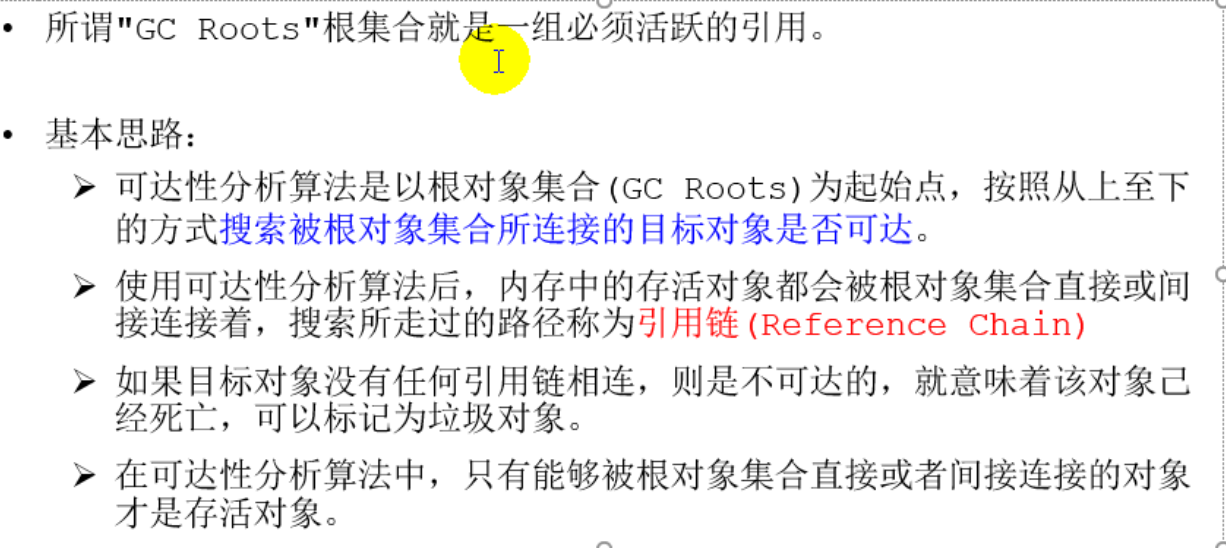 • 所谓"GC Roots"根集合就是一组必须活跃的引用。
• 基本思路：
➢ 可达性分析算法是以根对象集合(GC Roots)为起始点，按照从上至下
的方式搜索被根对象集合所连接的目标对象是否可达。
➢ 使用可达性分析算法后，内存中的存活对象都会被根对象集合直接或间
接连接着，搜索所走过的路径称为引用链(Reference Chain)
➢ 如果目标对象没有任何引用链相连，则是不可达的，就意味着该对象己
经死亡，可以标记为垃圾对象。
➢ 在可达性分析算法中，只有能够被根对象集合直接或者间接连接的对象
才是存活对象。